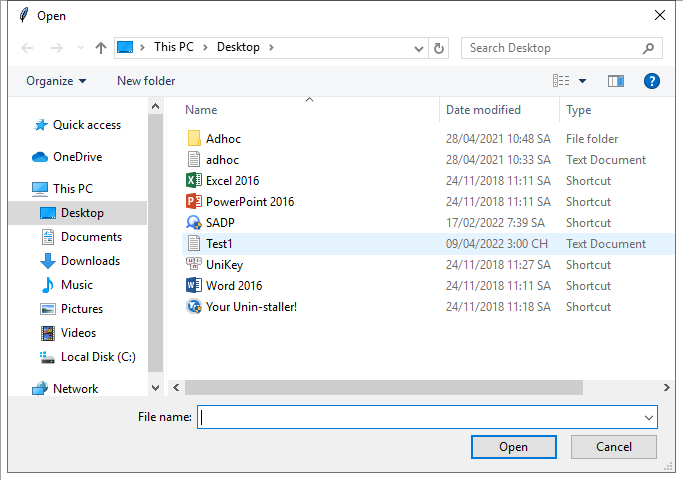 Open
This PC > Desktop >
Search Desktop
Organize
New folder
Name Date modified Type
Quick access
OneDrive
This PC
Desktop
Documents
Downloads
Music
Pictures
Videos
Local Disk (C:)
Network
Adhoc 28/04/2021 10:48 SA File folder
adhoc 28/04/2021 10:33 SA Text Document
Excel 2016 24/11/2018 11:11 SA Shortcut
PowerPoint 2016 24/11/2018 11:11 SA Shortcut
SADP 17/02/2022 7:39 SA Shortcut
Test1 09/04/2022 3:00 CH Text Document
UniKey 24/11/2018 11:27 SA Shortcut
Word 2016 24/11/2018 11:11 SA Shortcut
Your Unin-staller! 24/11/2018 11:18 SA Shortcut
File name:
Open
Cancel